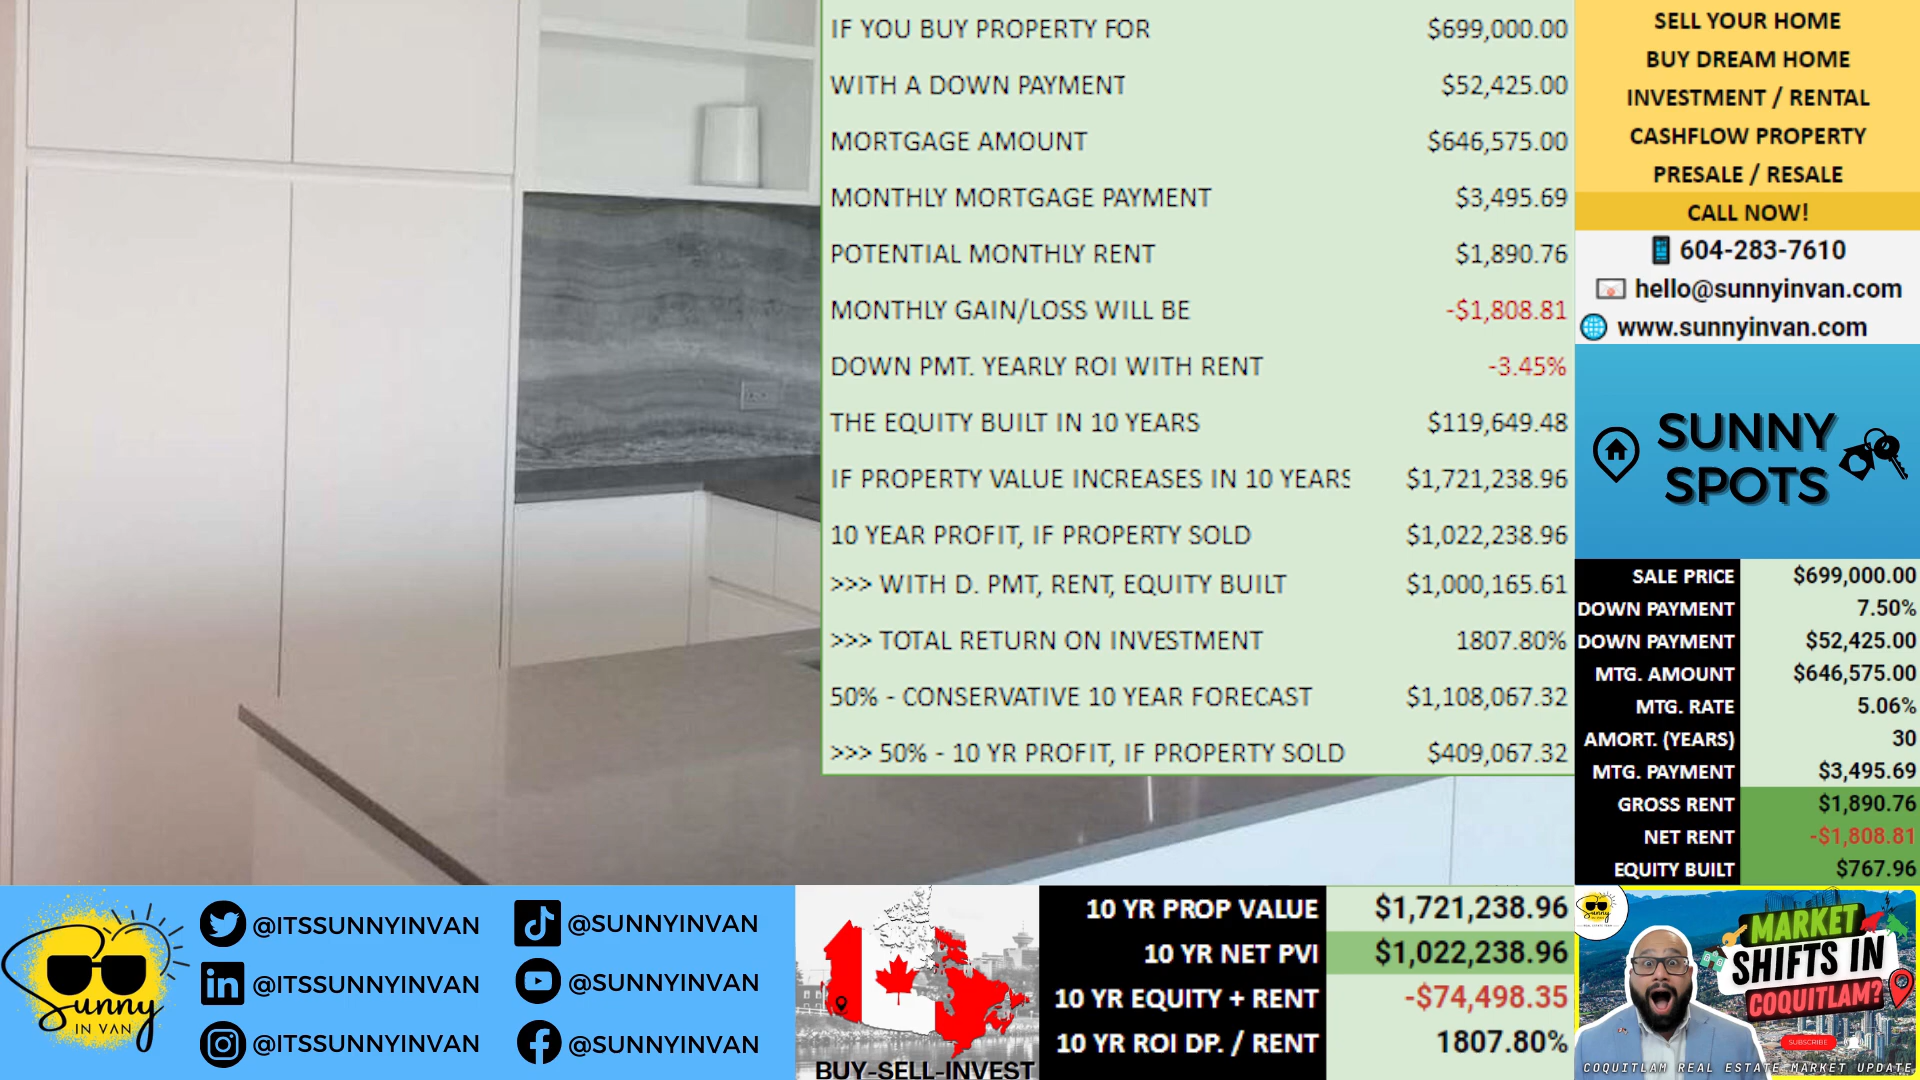 IF YOU BUY PROPERTY FOR $699,000.00
WITH A DOWN PAYMENT $52,425.00
MORTGAGE AMOUNT $646,575.00
MONTHLY MORTGAGE PAYMENT $3,495.69
POTENTIAL MONTHLY RENT $1,890.76
MONTHLY GAIN/LOSS WILL BE -$1,808.81
DOWN PMT. YEARLY ROI WITH RENT -3.45%
THE EQUITY BUILT IN 10 YEARS $119,649.48
IF PROPERTY VALUE INCREASES IN 10 YEARS $1,721,238.96
10 YEAR PROFIT, IF PROPERTY SOLD $1,022,238.96
>>> WITH D. PMT, RENT, EQUITY BUILT $1,000,165.61
>>> TOTAL RETURN ON INVESTMENT 1807.80%
50% - CONSERVATIVE 10 YEAR FORECAST $1,108,067.32
>>> 50% - 10 YR PROFIT, IF PROPERTY SOLD $409,067.32
SELL YOUR HOME
BUY DREAM HOME
INVESTMENT / RENTAL
CASHFLOW PROPERTY
PRESALE / RESALE
CALL NOW!
604-283-7610
hello@sunnyinvan.com
www.sunnyinvan.com
SUNNY
SPOTS
SALE PRICE $699,000.00
DOWN PAYMENT 7.50%
DOWN PAYMENT $52,425.00
MTG. AMOUNT $646,575.00
MTG. RATE 5.06%
AMORT. (YEARS) 30
MTG. PAYMENT $3,495.69
GROSS RENT $1,890.76
NET RENT -$1,808.81
EQUITY BUILT $767.96
Sunny
IN VAN
@ITSSUNNYINVAN
@ITSSUNNYINVAN
@ITSSUNNYINVAN
@SUNNYINVAN
@SUNNYINVAN
@SUNNYINVAN
BUY-SELL-INVEST
10 YR PROP VALUE $1,721,238.96
10 YR NET PVI $1,022,238.96
10 YR EQUITY + RENT -$74,498.35
10 YR ROI DP. / RENT 1807.80%
Sunny
MARKET
SHIFTS IN
COQUITLAM?
SUBSCRIBE
COQUITLAM REAL ESTATE MARKET UPDATE